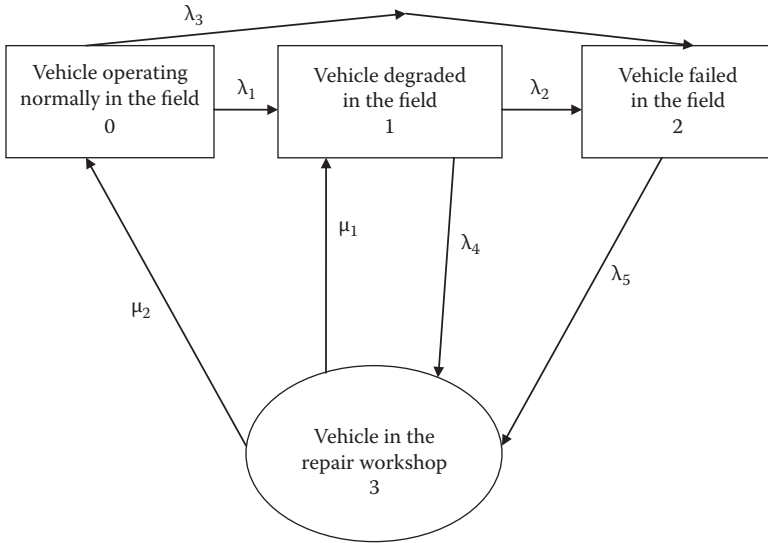 λ₃
Vehicle operating
normally in the field
0
λ₁
Vehicle degraded
in the field
1
λ₂
Vehicle failed
in the field
2
μ₂
μ₁
λ₄
λ₅
Vehicle in the
repair workshop
3